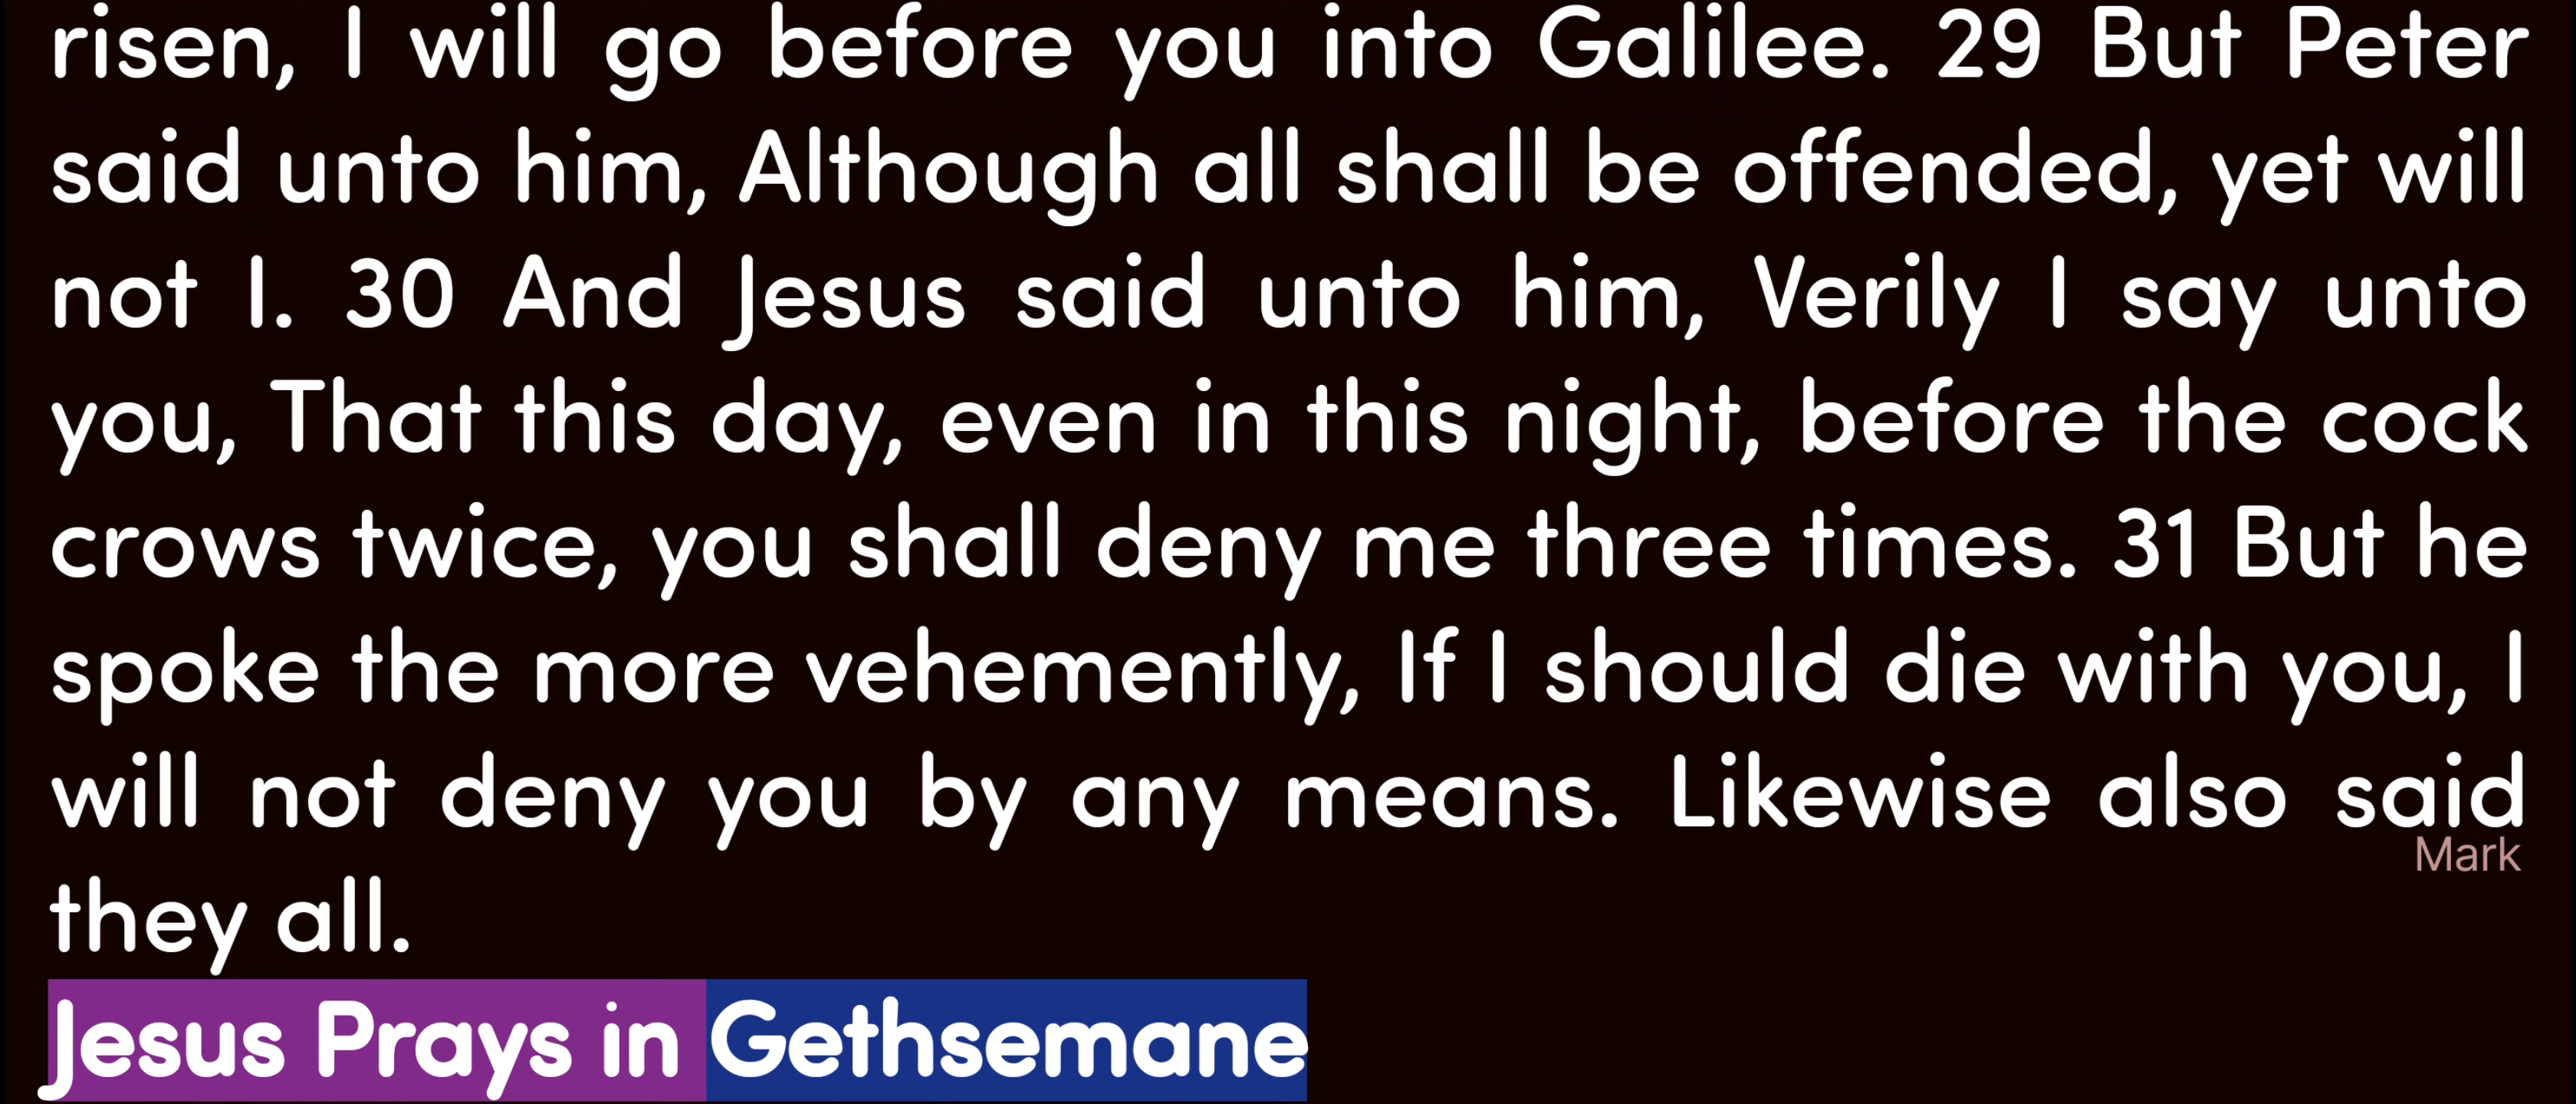 risen, I will go before you into Galilee. 29 But Peter
said unto him, Although all shall be offended, yet will
not I. 30 And Jesus said unto him, Verily I say unto
you, That this day, even in this night, before the cock
crows twice, you shall deny me three times. 31 But he
spoke the more vehemently, If I should die with you, I
will not deny you by any means. Likewise also said
Mark
they all.
Jesus Prays in Gethsemane